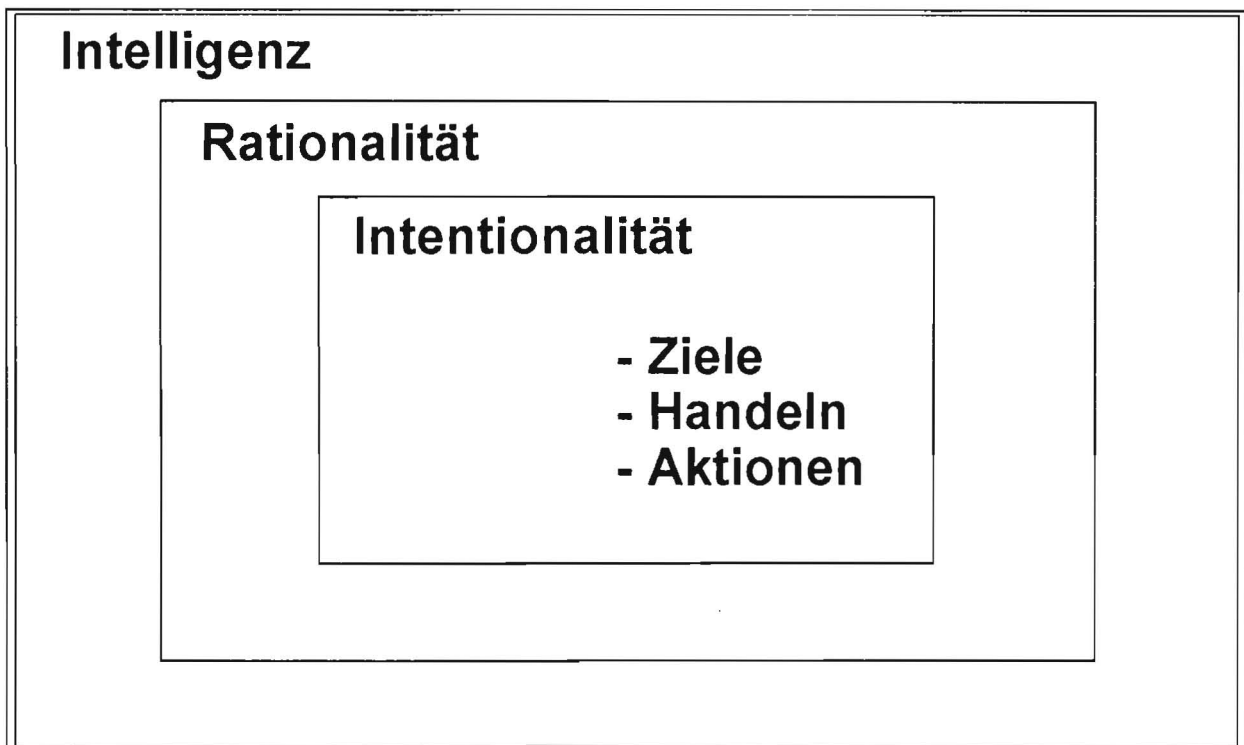 Intelligenz
Rationalität
Intentionalität
- Ziele
- Handeln
- Aktionen